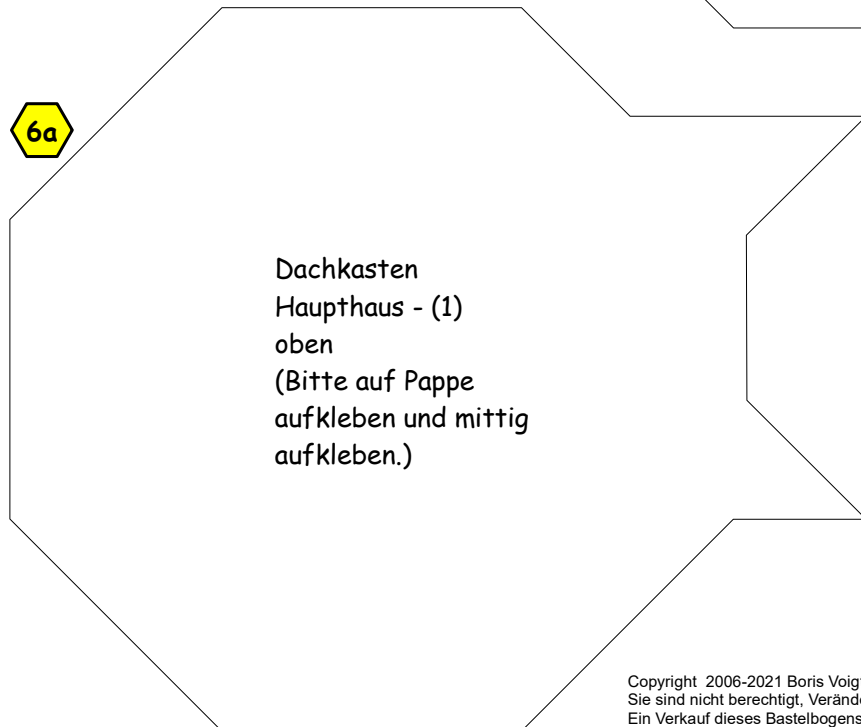 6a
Dachkasten
Haupthaus - (1)
oben
(Bitte auf Pappe
aufkleben und mittig
aufkleben.)
Copyright 2006-2021 Boris
Sie sind nicht berechtigt,
Ein Verkauf dieses Bastelbogens